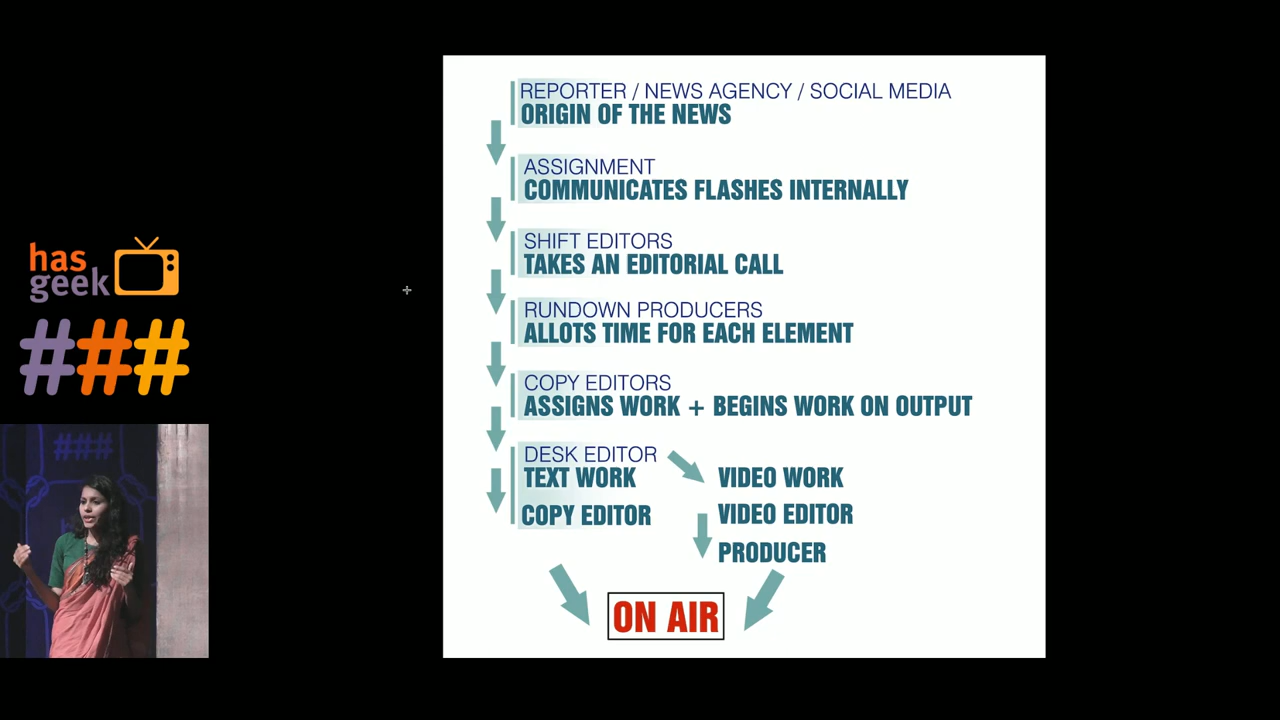 has
geek
###
###
REPORTER / NEWS AGENCY / SOCIAL MEDIA
ORIGIN OF THE NEWS
ASSIGNMENT
COMMUNICATES FLASHES INTERNALLY
SHIFT EDITORS
TAKES AN EDITORIAL CALL
RUNDOWN PRODUCERS
ALLOTS TIME FOR EACH ELEMENT
COPY EDITORS
ASSIGNS WORK + BEGINS WORK ON OUTPUT
DESK EDITOR
TEXT WORK
COPY EDITOR
VIDEO WORK
VIDEO EDITOR
PRODUCER
ON AIR